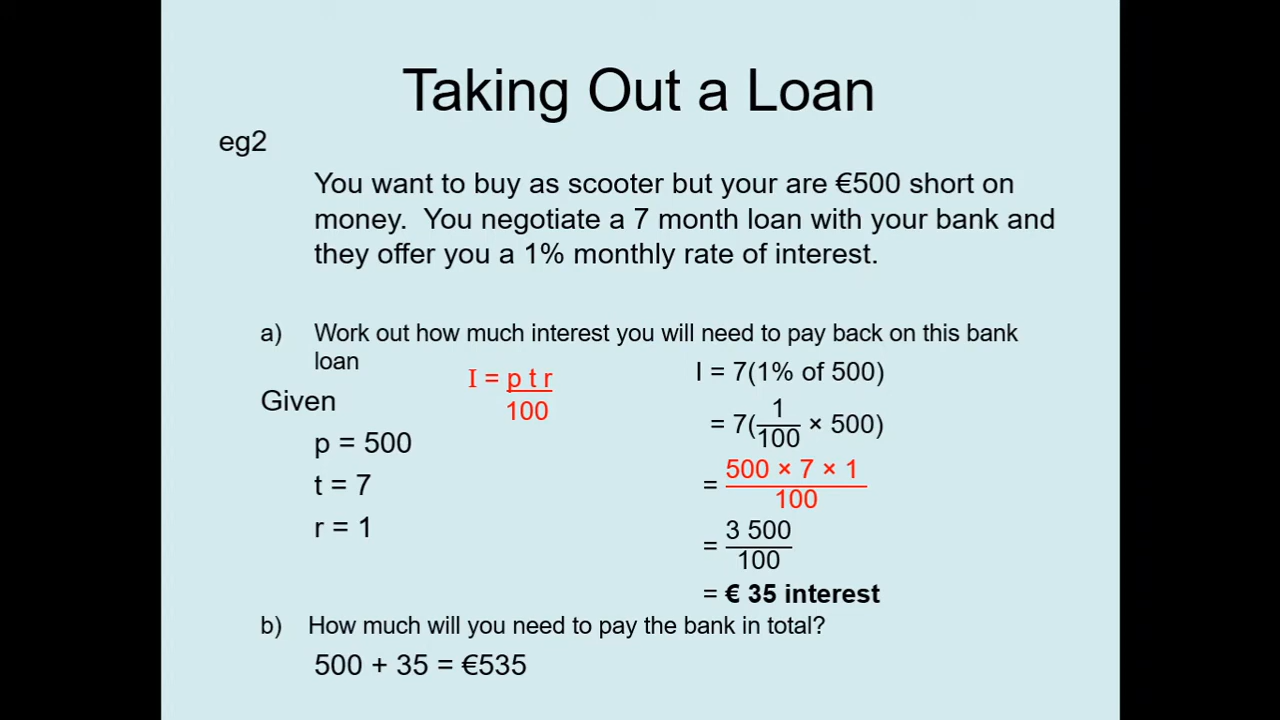 Taking Out a Loan
eg2
You want to buy as scooter but your are €500 short on
money. You negotiate a 7 month loan with your bank and
they offer you a 1% monthly rate of interest.
a) Work out how much interest you will need to pay back on this bank
loan
Given
p = 500
t = 7
r = 1
I = p t r
100
I = 7(1% of 500)
= 7(1/100 × 500)
= 500 × 7 × 1
100
= 3 500
100
= € 35 interest
b) How much will you need to pay the bank in total?
500 + 35 = €535